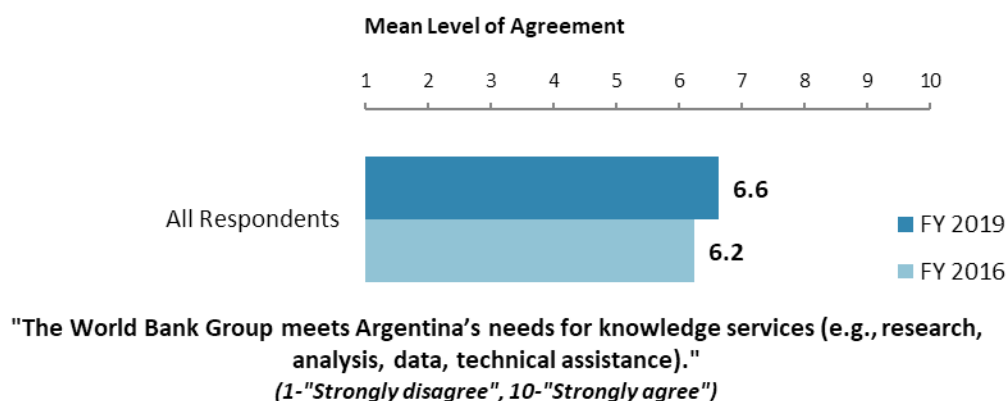 Mean Level of Agreement
1 2 3 4 5 6 7 8 9 10
All Respondents
6.6
6.2
FY 2019
FY 2016
"The World Bank Group meets Argentina’s needs for knowledge services (e.g., research,
analysis, data, technical assistance)."
(1-"Strongly disagree", 10-"Strongly agree")